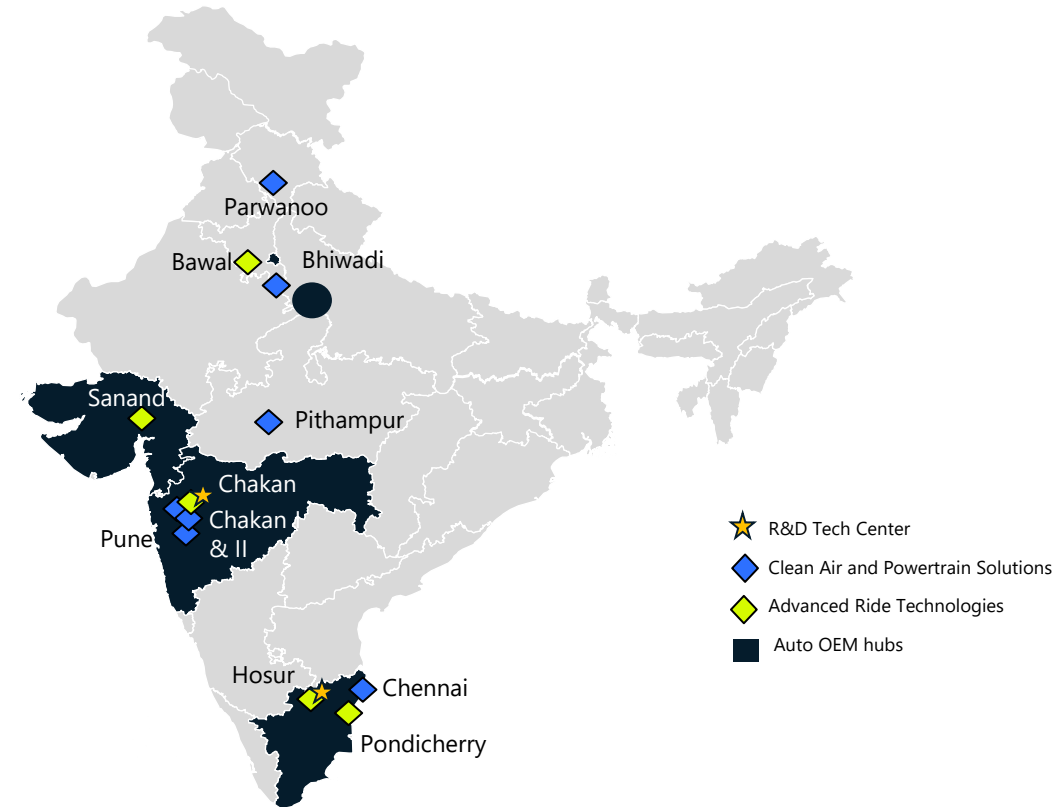 Parwanoo
Bawal
Bhiwadi
Sanand
Pithampur
Chakan
Chakan I
& II
Pune
Hosur
Chennai
Pondicherry
R&D Tech Center
Clean Air and Powertrain Solutions
Advanced Ride Technologies
Auto OEM hubs